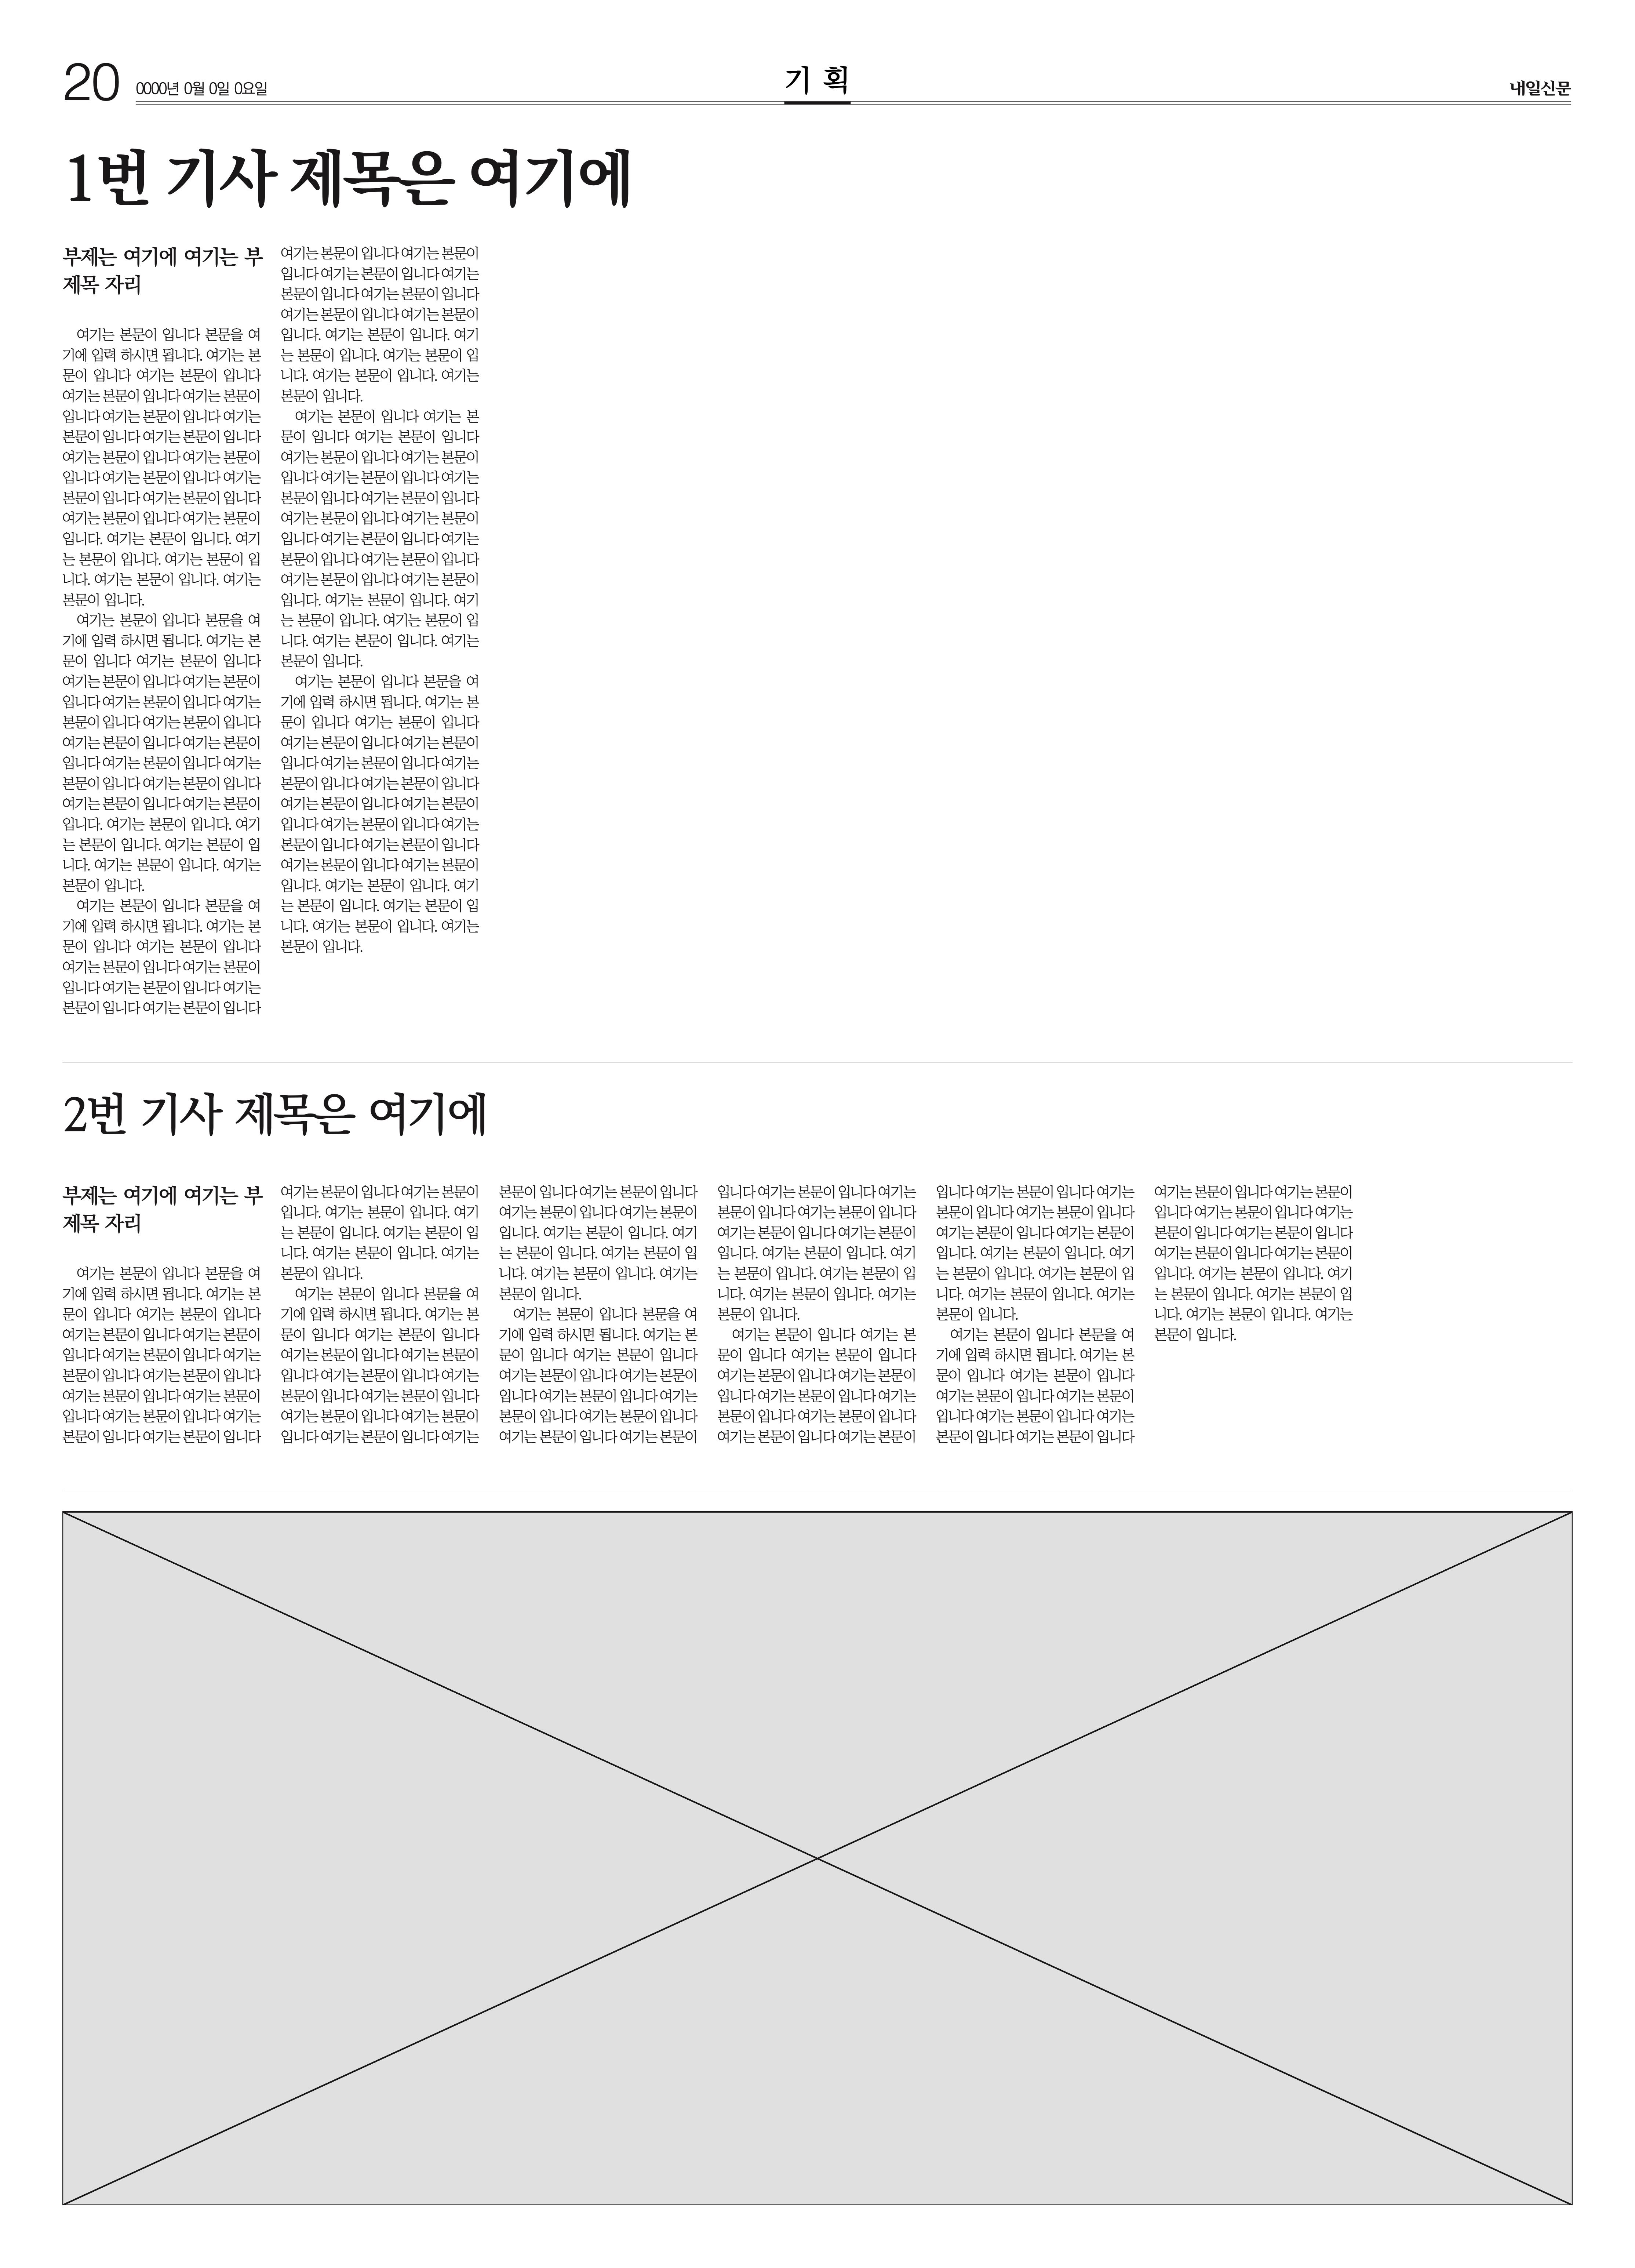 20
0000년 0월 0일 0요일
기 획
내일신문
1번 기사 제목은 여기에
부제는 여기에 여기는 부
제목 자리
여기는 본문이 입니다 본문을 여
기에 입력 하시면 됩니다. 여기는 본
문이 입니다 여기는 본문이 입니다
여기는 본문이 입니다 여기는 본문이
입니다 여기는 본문이 입니다 여기는
본문이 입니다 여기는 본문이 입니다
여기는 본문이 입니다 여기는 본문이
입니다 여기는 본문이 입니다 여기는
본문이 입니다 여기는 본문이 입니다
여기는 본문이 입니다 여기는 본문이
입니다. 여기는 본문이 입니다. 여기
는 본문이 입니다. 여기는 본문이 입
니다. 여기는 본문이 입니다. 여기는
본문이 입니다.
여기는 본문이 입니다 본문을 여
기에 입력 하시면 됩니다. 여기는 본
문이 입니다 여기는 본문이 입니다
여기는 본문이 입니다 여기는 본문이
입니다 여기는 본문이 입니다 여기는
본문이 입니다 여기는 본문이 입니다
여기는 본문이 입니다 여기는 본문이
입니다 여기는 본문이 입니다 여기는
본문이 입니다 여기는 본문이 입니다
여기는 본문이 입니다 여기는 본문이
입니다. 여기는 본문이 입니다. 여기
는 본문이 입니다. 여기는 본문이 입
니다. 여기는 본문이 입니다. 여기는
본문이 입니다.
여기는 본문이 입니다 본문을 여
기에 입력 하시면 됩니다. 여기는 본
문이 입니다 여기는 본문이 입니다
여기는 본문이 입니다 여기는 본문이
입니다 여기는 본문이 입니다 여기는
본문이 입니다 여기는 본문이 입니다
여기는 본문이 입니다 여기는 본문이
입니다 여기는 본문이 입니다 여기는
본문이 입니다 여기는 본문이 입니다
여기는 본문이 입니다 여기는 본문이
입니다. 여기는 본문이 입니다. 여기
는 본문이 입니다. 여기는 본문이 입
니다. 여기는 본문이 입니다. 여기는
본문이 입니다.
여기는 본문이 입니다 여기는 본
문이 입니다 여기는 본문이 입니다
여기는 본문이 입니다 여기는 본문이
입니다 여기는 본문이 입니다 여기는
본문이 입니다 여기는 본문이 입니다
여기는 본문이 입니다 여기는 본문이
입니다 여기는 본문이 입니다 여기는
본문이 입니다 여기는 본문이 입니다
여기는 본문이 입니다 여기는 본문이
입니다. 여기는 본문이 입니다. 여기
는 본문이 입니다. 여기는 본문이 입
니다. 여기는 본문이 입니다. 여기는
본문이 입니다.
여기는 본문이 입니다 본문을 여
기에 입력 하시면 됩니다. 여기는 본
문이 입니다 여기는 본문이 입니다
여기는 본문이 입니다 여기는 본문이
입니다 여기는 본문이 입니다 여기는
본문이 입니다 여기는 본문이 입니다
여기는 본문이 입니다 여기는 본문이
입니다 여기는 본문이 입니다 여기는
본문이 입니다 여기는 본문이 입니다
여기는 본문이 입니다 여기는 본문이
입니다. 여기는 본문이 입니다. 여기
는 본문이 입니다. 여기는 본문이 입
니다. 여기는 본문이 입니다. 여기는
본문이 입니다.
2번 기사 제목은 여기에
부제는 여기에 여기는 부
제목 자리
여기는 본문이 입니다 본문을 여
기에 입력 하시면 됩니다. 여기는 본
문이 입니다 여기는 본문이 입니다
여기는 본문이 입니다 여기는 본문이
입니다 여기는 본문이 입니다 여기는
본문이 입니다 여기는 본문이 입니다
여기는 본문이 입니다 여기는 본문이
입니다 여기는 본문이 입니다 여기는
본문이 입니다 여기는 본문이 입니다
여기는 본문이 입니다 여기는 본문이
입니다. 여기는 본문이 입니다. 여기
는 본문이 입니다. 여기는 본문이 입
니다. 여기는 본문이 입니다. 여기는
본문이 입니다.
여기는 본문이 입니다 본문을 여
기에 입력 하시면 됩니다. 여기는 본
문이 입니다 여기는 본문이 입니다
여기는 본문이 입니다 여기는 본문이
입니다 여기는 본문이 입니다 여기는
본문이 입니다 여기는 본문이 입니다
여기는 본문이 입니다 여기는 본문이
입니다 여기는 본문이 입니다 여기는
본문이 입니다 여기는 본문이 입니다
여기는 본문이 입니다 여기는 본문이
입니다. 여기는 본문이 입니다. 여기
는 본문이 입니다. 여기는 본문이 입
니다. 여기는 본문이 입니다. 여기는
본문이 입니다.
여기는 본문이 입니다 본문을 여
기에 입력 하시면 됩니다. 여기는 본
문이 입니다 여기는 본문이 입니다
여기는 본문이 입니다 여기는 본문이
입니다 여기는 본문이 입니다 여기는
본문이 입니다 여기는 본문이 입니다
여기는 본문이 입니다 여기는 본문이
입니다 여기는 본문이 입니다 여기는
본문이 입니다 여기는 본문이 입니다
여기는 본문이 입니다 여기는 본문이
입니다. 여기는 본문이 입니다. 여기
는 본문이 입니다. 여기는 본문이 입
니다. 여기는 본문이 입니다. 여기는
본문이 입니다.
여기는 본문이 입니다 여기는 본
문이 입니다 여기는 본문이 입니다
여기는 본문이 입니다 여기는 본문이
입니다 여기는 본문이 입니다 여기는
본문이 입니다 여기는 본문이 입니다
여기는 본문이 입니다 여기는 본문이
입니다 여기는 본문이 입니다 여기는
본문이 입니다 여기는 본문이 입니다
여기는 본문이 입니다 여기는 본문이
입니다. 여기는 본문이 입니다. 여기
는 본문이 입니다. 여기는 본문이 입
니다. 여기는 본문이 입니다. 여기는
본문이 입니다.
여기는 본문이 입니다 본문을 여
기에 입력 하시면 됩니다. 여기는 본
문이 입니다 여기는 본문이 입니다
여기는 본문이 입니다 여기는 본문이
입니다 여기는 본문이 입니다 여기는
본문이 입니다 여기는 본문이 입니다
여기는 본문이 입니다 여기는 본문이
입니다 여기는 본문이 입니다 여기는
본문이 입니다 여기는 본문이 입니다
여기는 본문이 입니다 여기는 본문이
입니다. 여기는 본문이 입니다. 여기
는 본문이 입니다. 여기는 본문이 입
니다. 여기는 본문이 입니다. 여기는
본문이 입니다.